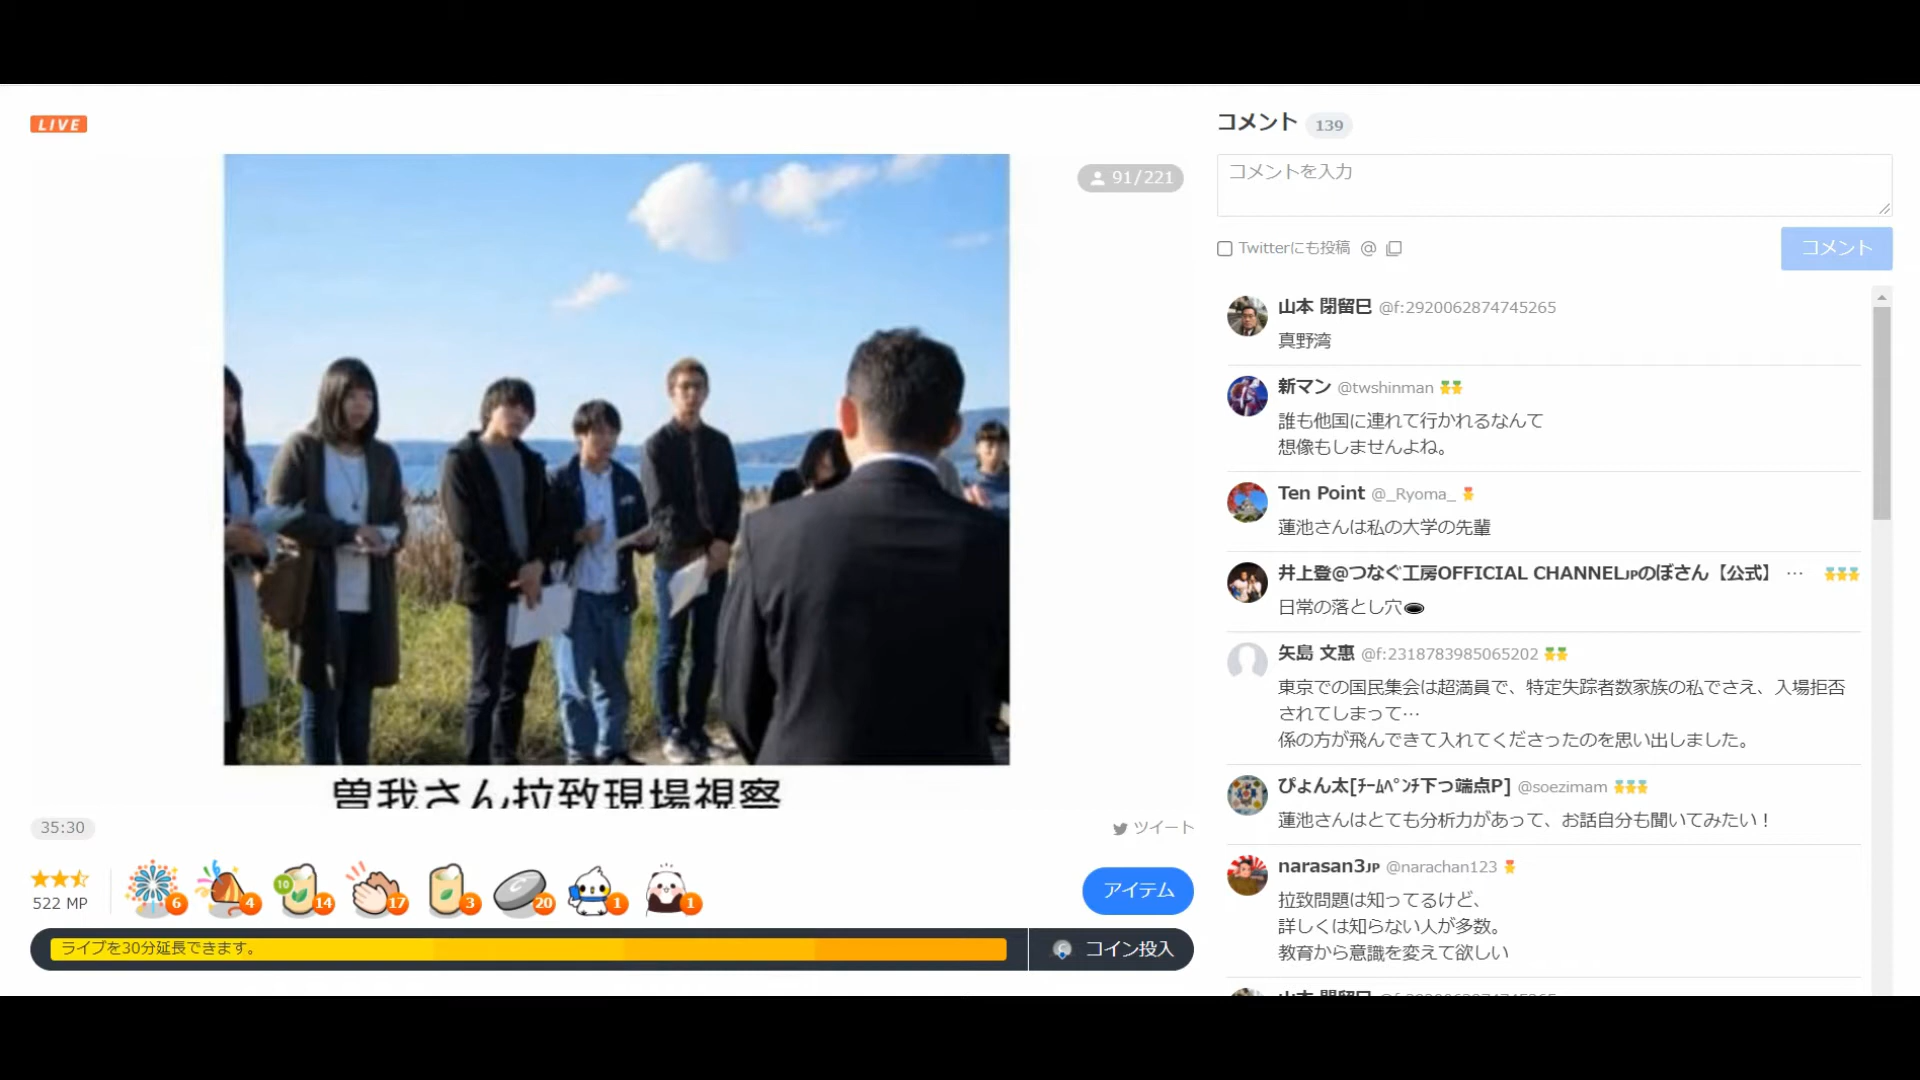 LIVE
91/221
曽我さん拉致現場視察
35:30
ツイート
522 MP
6
4
10
14
17
3
20
1
1
アイテム
ライブを30分延長できます。
コイン投入
コメント 139
コメントを入力
Twitterにも投稿 @
コメント
山本 閉留巳 @f:2920062874745265
真野湾
新マン @twshinman
誰も他国に連れて行かれるなんて
想像もしませんよね。
Ten Point @_Ryoma_
蓮池さんは私の大学の先輩
井上登@つなぐ工房OFFICIAL CHANNELJPのぼさん【公式】 …
日常の落とし穴🕳
矢島 文惠 @f:2318783985065202
東京での国民集会は超満員で、特定失踪者数家族の私でさえ、入場拒否
されてしまって…
係の方が飛んできて入れてくださったのを思い出しました。
ぴょん太[ﾁｰﾑﾍﾟﾝﾁ下っ端点P] @soezimam
蓮池さんはとても分析力があって、お話自分も聞いてみたい！
narasan3JP @narachan123
拉致問題は知ってるけど、
詳しくは知らない人が多数。
教育から意識を変えて欲しい
山本 閉留巳 @f:2920062874745265